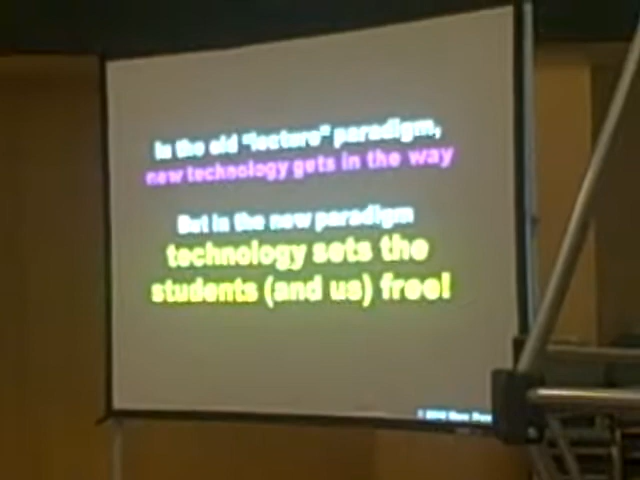 In the old "lecture" paradigm,
new technology gets in the way
But in the new paradigm
technology sets the
students (and us) free!